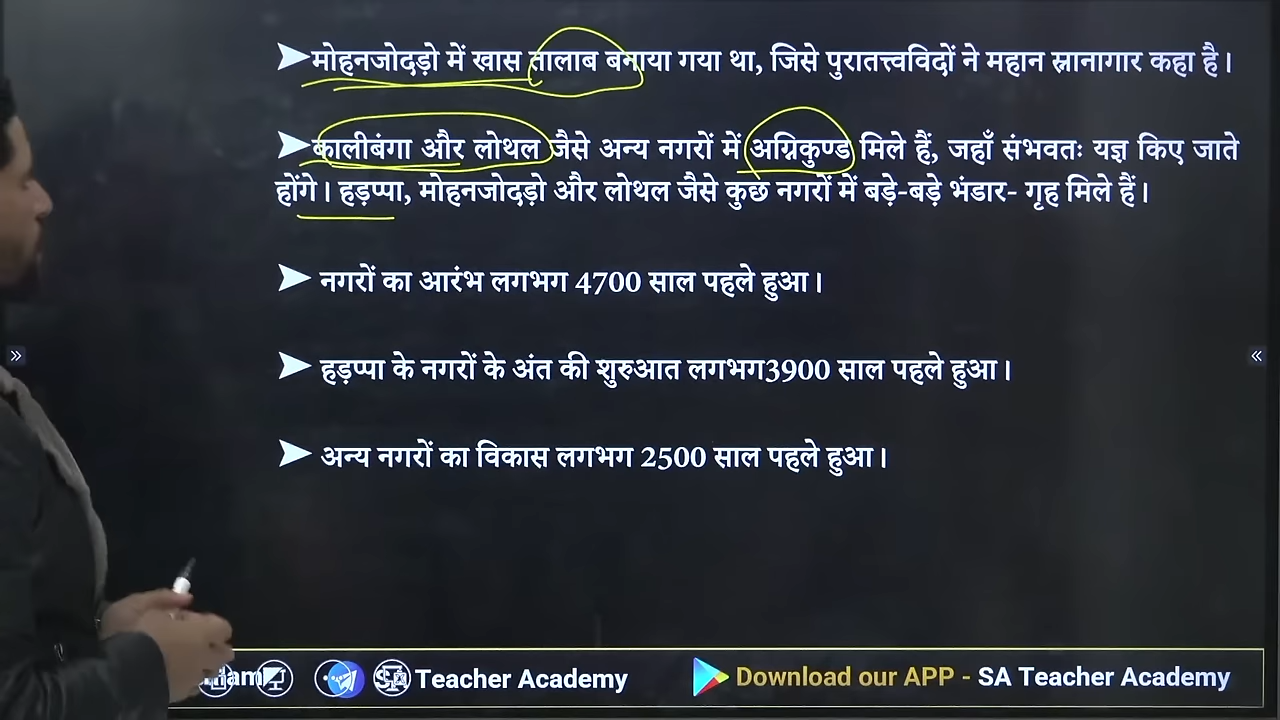 ➤मोहनजोदड़ो में खास तालाब बनाया गया था, जिसे पुरातत्त्वविदों ने महान स्नानागार कहा है।
➤कालीबंगा और लोथल जैसे अन्य नगरों में अग्निकुण्ड मिले हैं, जहाँ संभवतः यज्ञ किए जाते
होंगे। हड़प्पा, मोहनजोदड़ो और लोथल जैसे कुछ नगरों में बड़े-बड़े भंडार- गृह मिले हैं।
➤ नगरों का आरंभ लगभग 4700 साल पहले हुआ।
➤ हड़प्पा के नगरों के अंत की शुरुआत लगभग3900 साल पहले हुआ।
➤ अन्य नगरों का विकास लगभग 2500 साल पहले हुआ।
Teacher Academy
Download our APP - SA Teacher Academy